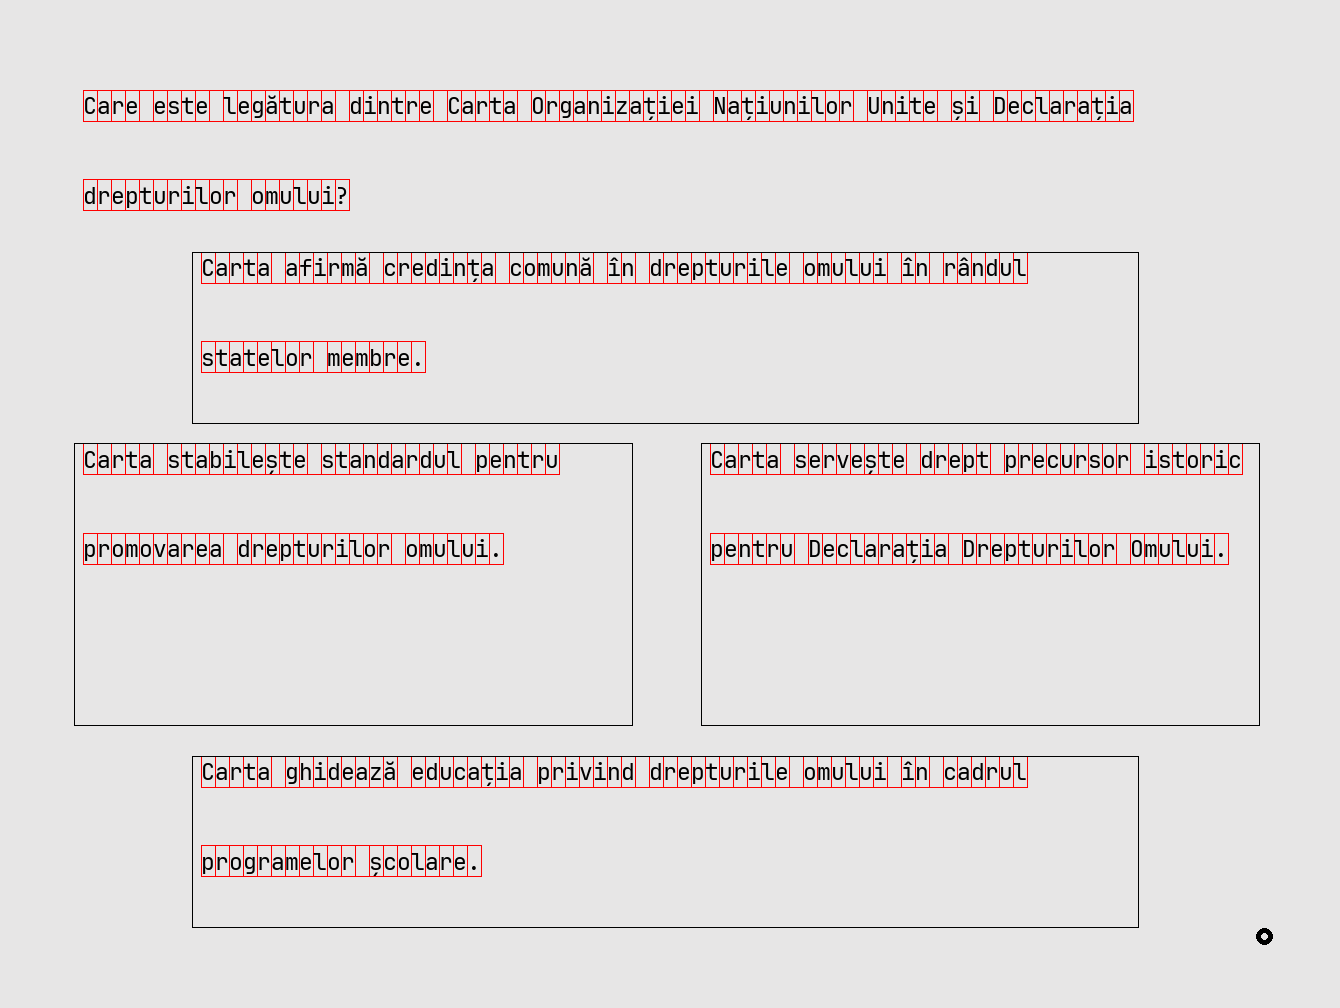 Care este legătura dintre Carta Organizației Națiunilor Unite și Declarația
drepturilor omului?
Carta afirmă credința comună în drepturile omului în rândul
statelor membre.
Carta stabilește standardul pentru
promovarea drepturilor omului.
Carta servește drept precursor istoric
pentru Declarația Drepturilor Omului.
Carta ghidează educația privind drepturile omului în cadrul
programelor școlare.